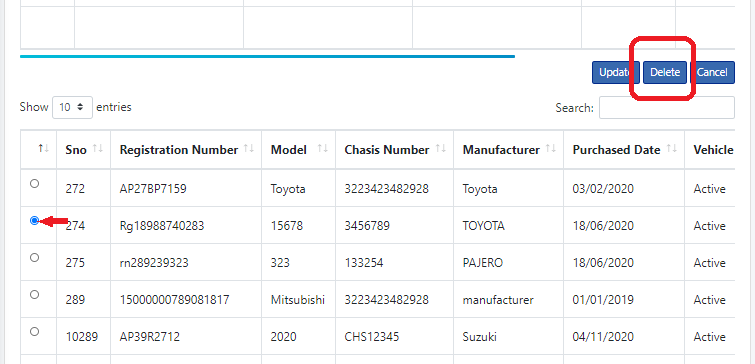 Update Delete Cancel
Show 10 entries Search:
Sno Registration Number Model Chasis Number Manufacturer Purchased Date Vehicle
272 AP27BP7159 Toyota 3223423482928 Toyota 03/02/2020 Active
274 Rg18988740283 15678 3456789 TOYOTA 18/06/2020 Active
275 rn289239323 323 133254 PAJERO 18/06/2020 Active
289 15000000789081817 Mitsubishi 3223423482928 manufacturer 01/01/2019 Active
10289 AP39R2712 2020 CHS12345 Suzuki 04/11/2020 Active